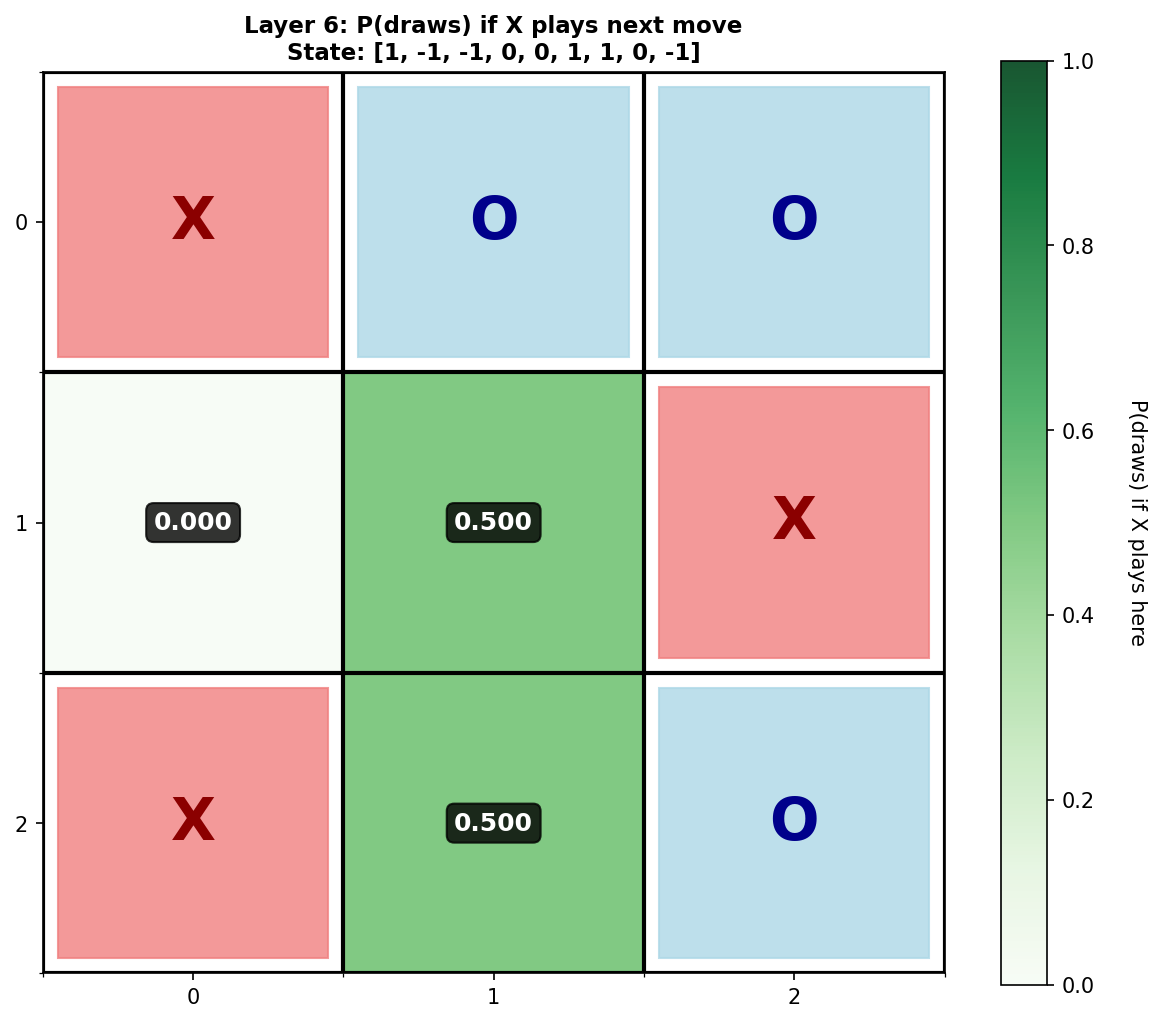 Layer 6: P(draws) if X plays next move
State: [1, -1, -1, 0, 0, 1, 1, 0, -1]
X
O
O
0.000
0.500
X
X
0.500
O
0
1
2
0
1
2
1.0
0.8
0.6
0.4
0.2
0.0
P(draws) if X plays here